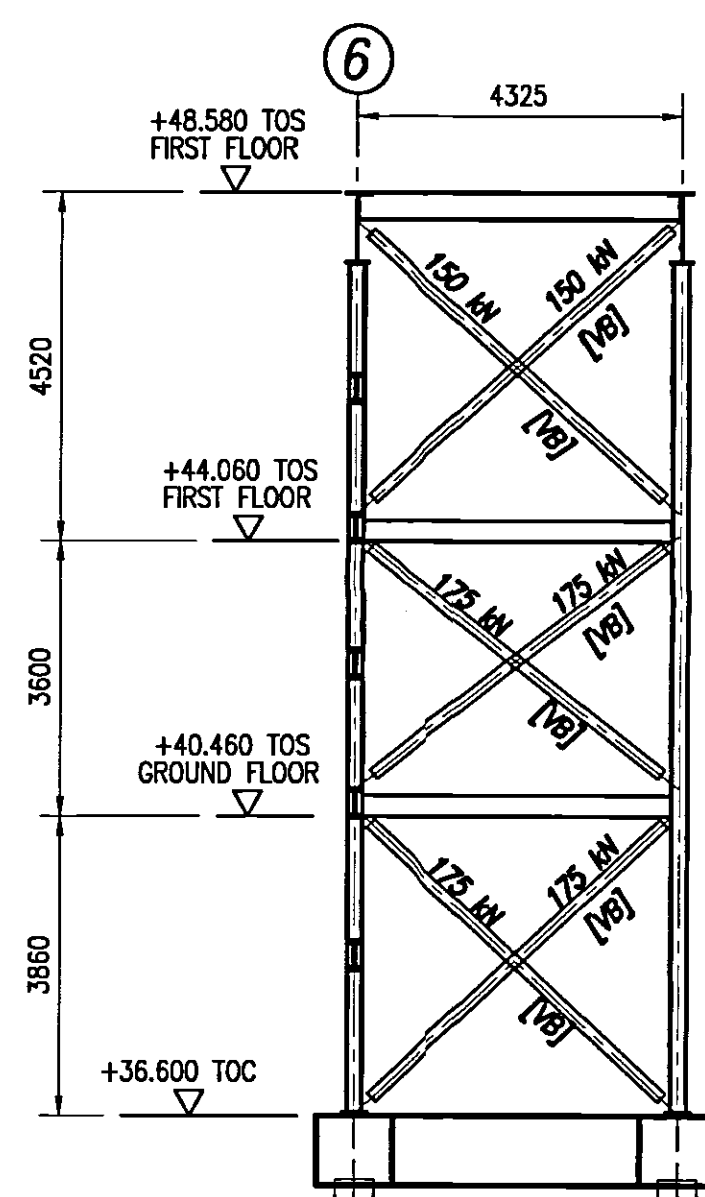 6
4325
+48.580 TOS
FIRST FLOOR
150 kN
150 kN
[VB]
[VB]
4520
+44.060 TOS
FIRST FLOOR
175 kN
175 kN
[VB]
[VB]
3600
+40.460 TOS
GROUND FLOOR
175 kN
175 kN
[VB]
[VB]
3860
+36.600 TOC